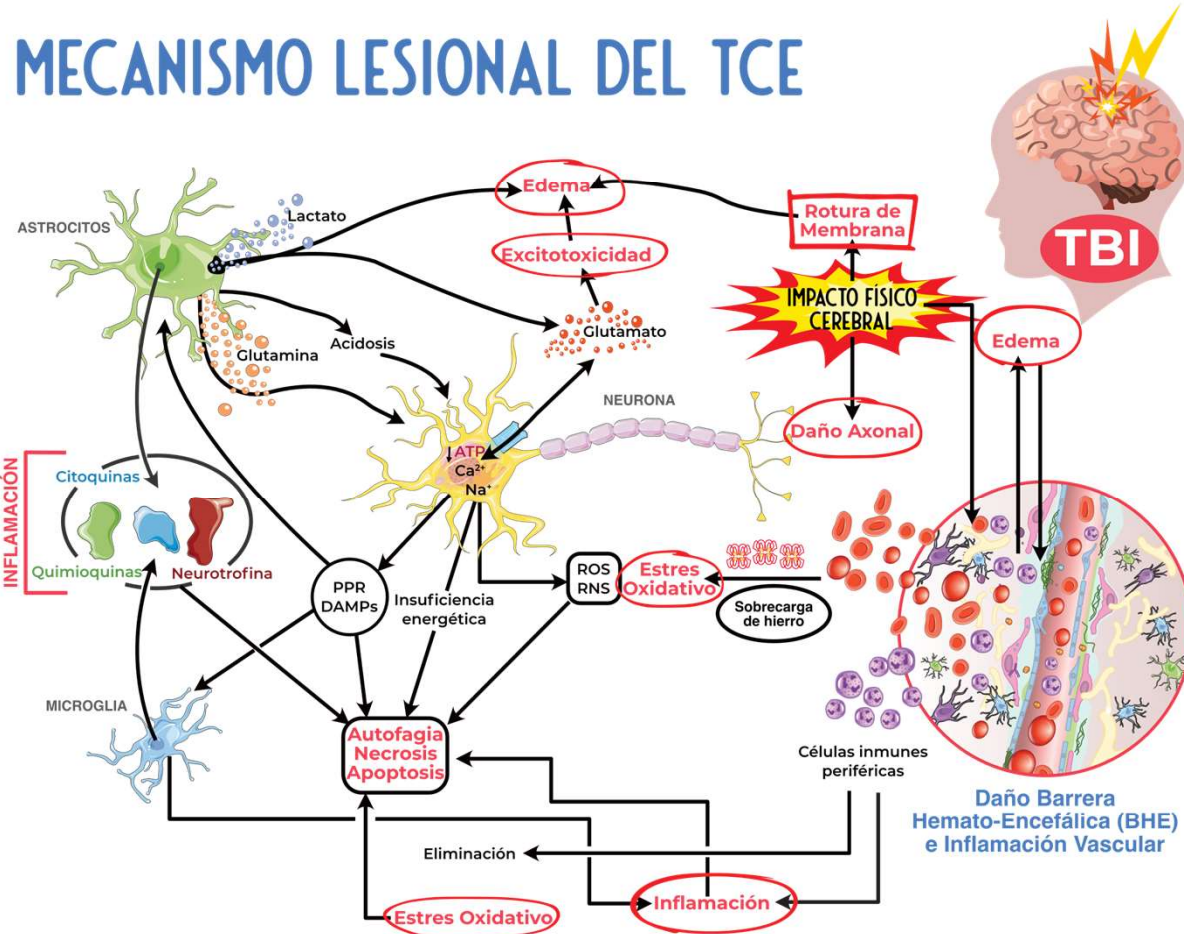 MECANISMO LESIONAL DEL TCE
TBI
ASTROCITOS
Lactato
Edema
Rotura de
Membrana
Excitotoxicidad
IMPACTO FÍSICO
CEREBRAL
Glutamato
Acidosis
Glutamina
Edema
NEURONA
Daño Axonal
↓ATP
Ca²⁺
Na⁺
INFLAMACIÓN
Citoquinas
Quimioquinas
Neurotrofina
PPR
DAMPs
Insuficiencia
energética
ROS
RNS
Estres
Oxidativo
Sobrecarga
de hierro
MICROGLIA
Autofagia
Necrosis
Apoptosis
Células inmunes
periféricas
Daño Barrera
Hemato-Encefálica (BHE)
e Inflamación Vascular
Eliminación
Estres Oxidativo
Inflamación